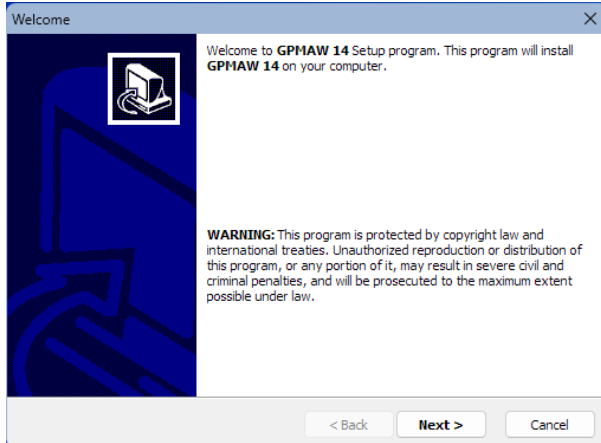 Welcome
Welcome to GPMAW 14 Setup program. This program will install
GPMAW 14 on your computer.
WARNING: This program is protected by copyright law and
international treaties. Unauthorized reproduction or distribution of
this program, or any portion of it, may result in severe civil and
criminal penalties, and will be prosecuted to the maximum extent
possible under law.
< Back
Next >
Cancel